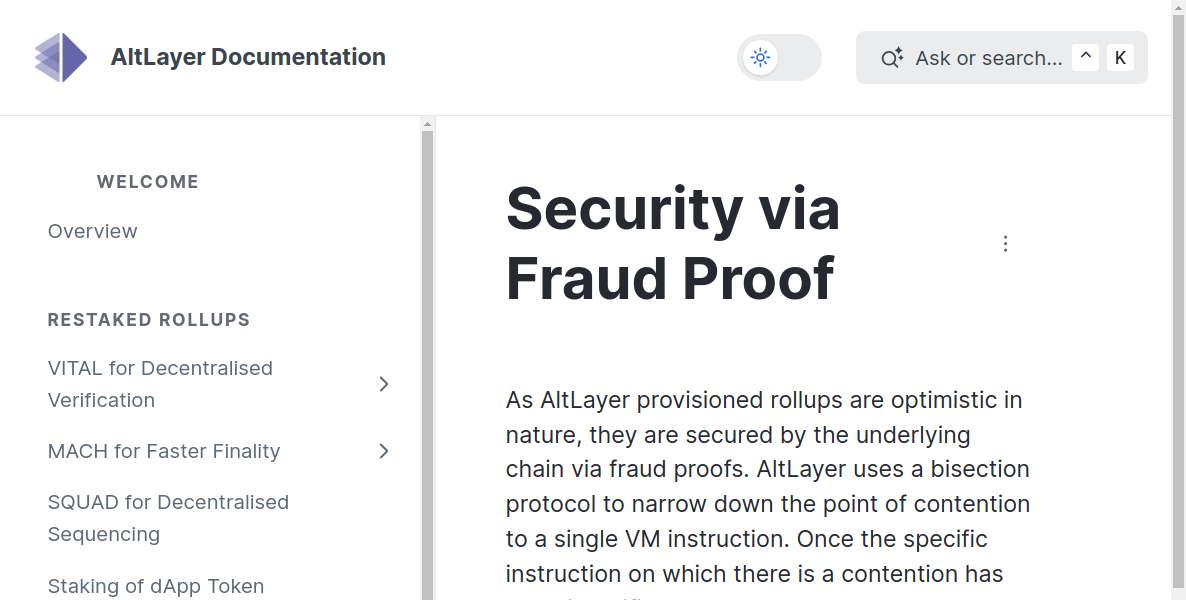 AltLayer Documentation
Ask or search...
^
K
WELCOME
Overview
RESTAKED ROLLUPS
VITAL for Decentralised
Verification
MACH for Faster Finality
SQUAD for Decentralised
Sequencing
Staking of dApp Token
Security via
Fraud Proof
As AltLayer provisioned rollups are optimistic in
nature, they are secured by the underlying
chain via fraud proofs. AltLayer uses a bisection
protocol to narrow down the point of contention
to a single VM instruction. Once the specific
instruction on which there is a contention has